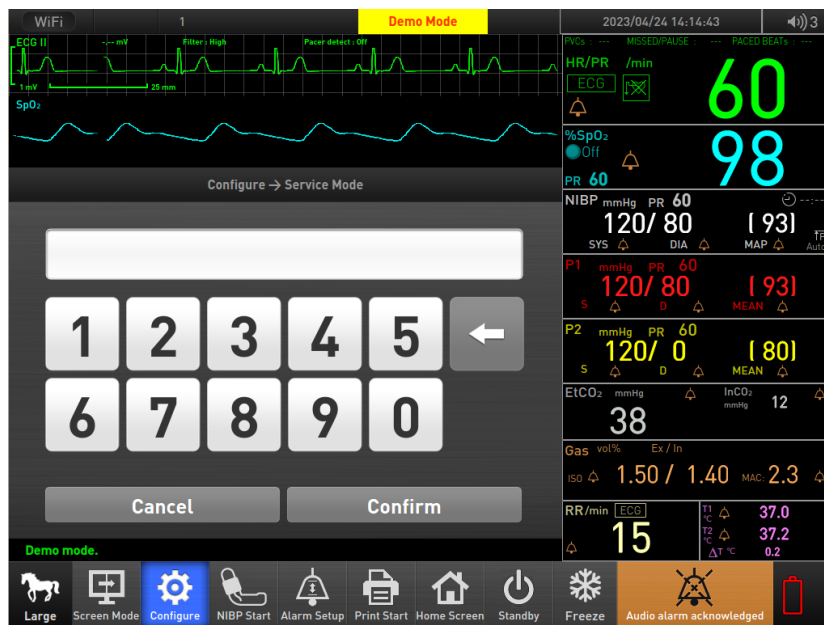 WiFi 1 Demo Mode 2023/04/24 14:14:43 3
ECG II -.-- mV Filter : High Pacer detect : Off
1 mV 25 mm
SpO₂
Configure → Service Mode
1 2 3 4 5
6 7 8 9 0
Cancel Confirm
Demo mode.
PVCs : --- MISSED/PAUSE : --- PACED BEATs : ---
HR/PR /min
ECG
60
%SpO₂
Off
98
PR 60
NIBP mmHg PR 60 --:--
120/ 80 ( 93)
SYS DIA MAP Auto
P1 mmHg PR 60
120/ 80 ( 93)
S D MEAN
P2 mmHg PR 60
120/ 0 ( 80)
S D MEAN
EtCO₂ mmHg
38
InCO₂
mmHg 12
Gas vol% Ex / In
ISO 1.50 / 1.40 MAC: 2.3
RR/min ECG
15
T1 °C 37.0
T2 °C 37.2
ΔT °C 0.2
Large Screen Mode Configure NIBP Start Alarm Setup Print Start Home Screen Standby Freeze Audio alarm acknowledged